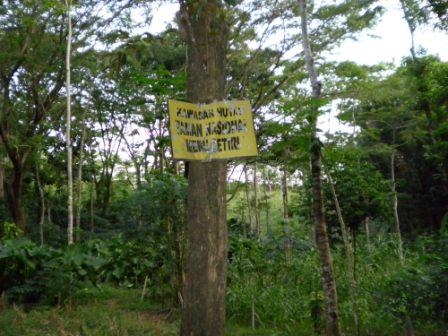 KAWASAN HUTAN
TAMAN NASIONAL
MERU BETIRI